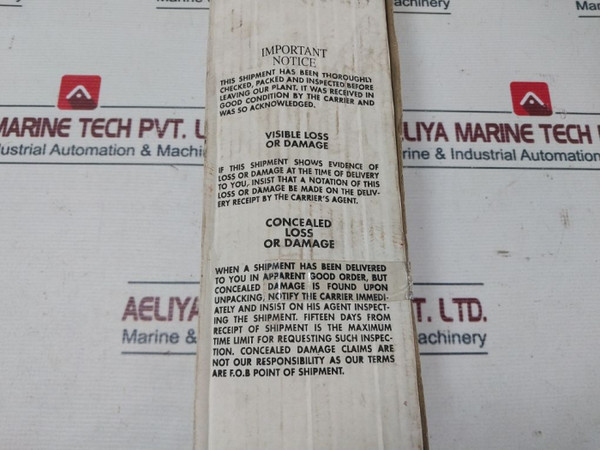 IMPORTANT
NOTICE
THIS SHIPMENT HAS BEEN THOROUGHLY
CHECKED, PACKED AND INSPECTED BEFORE
LEAVING OUR PLANT. IT WAS RECEIVED IN
GOOD CONDITION BY THE CARRIER AND
WAS SO ACKNOWLEDGED.
VISIBLE LOSS
OR DAMAGE
IF THIS SHIPMENT SHOWS EVIDENCE OF
LOSS OR DAMAGE AT THE TIME OF DELIVERY
TO YOU, INSIST THAT A NOTATION OF THIS
LOSS OR DAMAGE BE MADE ON THE DELIV-
ERY RECEIPT BY THE CARRIER'S AGENT.
CONCEALED
LOSS
OR DAMAGE
WHEN A SHIPMENT HAS BEEN DELIVERED
TO YOU IN APPARENT GOOD ORDER, BUT
CONCEALED DAMAGE IS FOUND UPON
UNPACKING, NOTIFY THE CARRIER IMMEDI-
ATELY AND INSIST ON HIS AGENT INSPECT-
ING THE SHIPMENT. FIFTEEN DAYS FROM
RECEIPT OF SHIPMENT IS THE MAXIMUM
TIME LIMIT FOR REQUESTING SUCH INSPEC-
TION. CONCEALED DAMAGE CLAIMS ARE
NOT OUR RESPONSIBILITY AS OUR TERMS
ARE F.O.B POINT OF SHIPMENT.
Machinery
MARINE TECH PVT. L
Industrial Automation & Machi
AELIYA MARINE TECH PVT
Marine & Industrial Automation &
AELIYA
PVT. LTD.
Marine &
Machinery